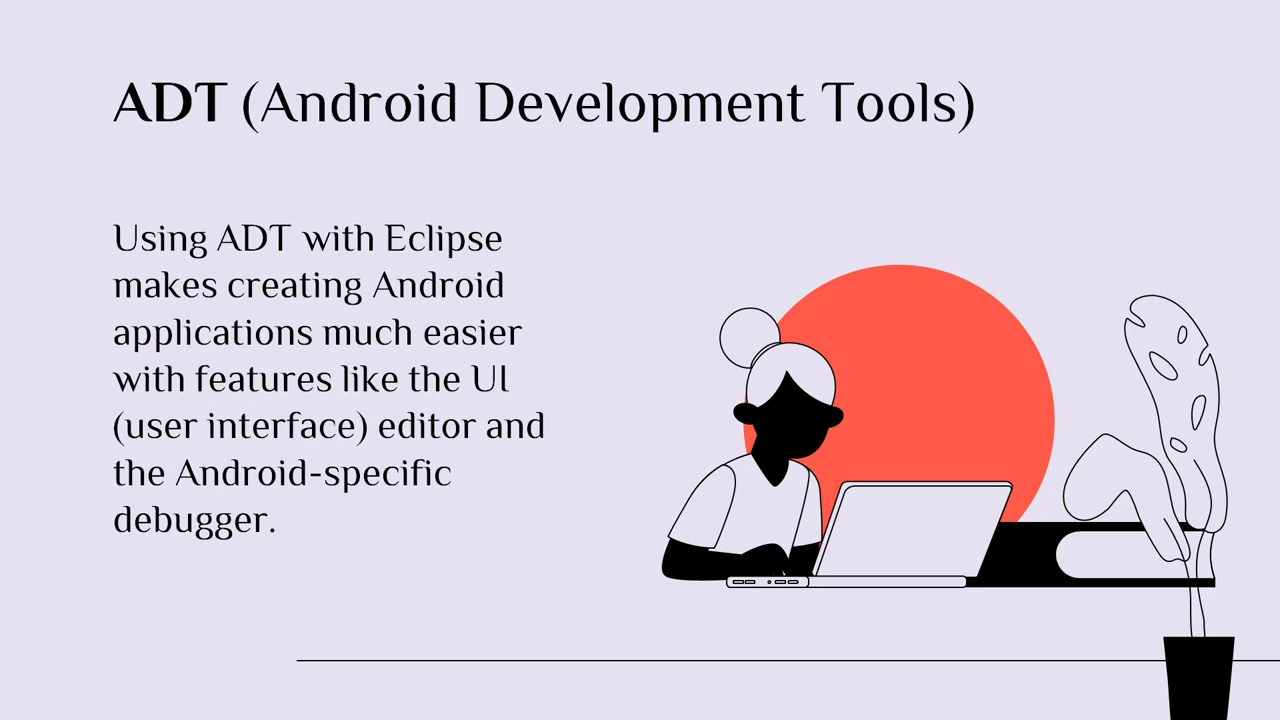 ADT (Android Development Tools)
Using ADT with Eclipse
makes creating Android
applications much easier
with features like the UI
(user interface) editor and
the Android-specific
debugger.